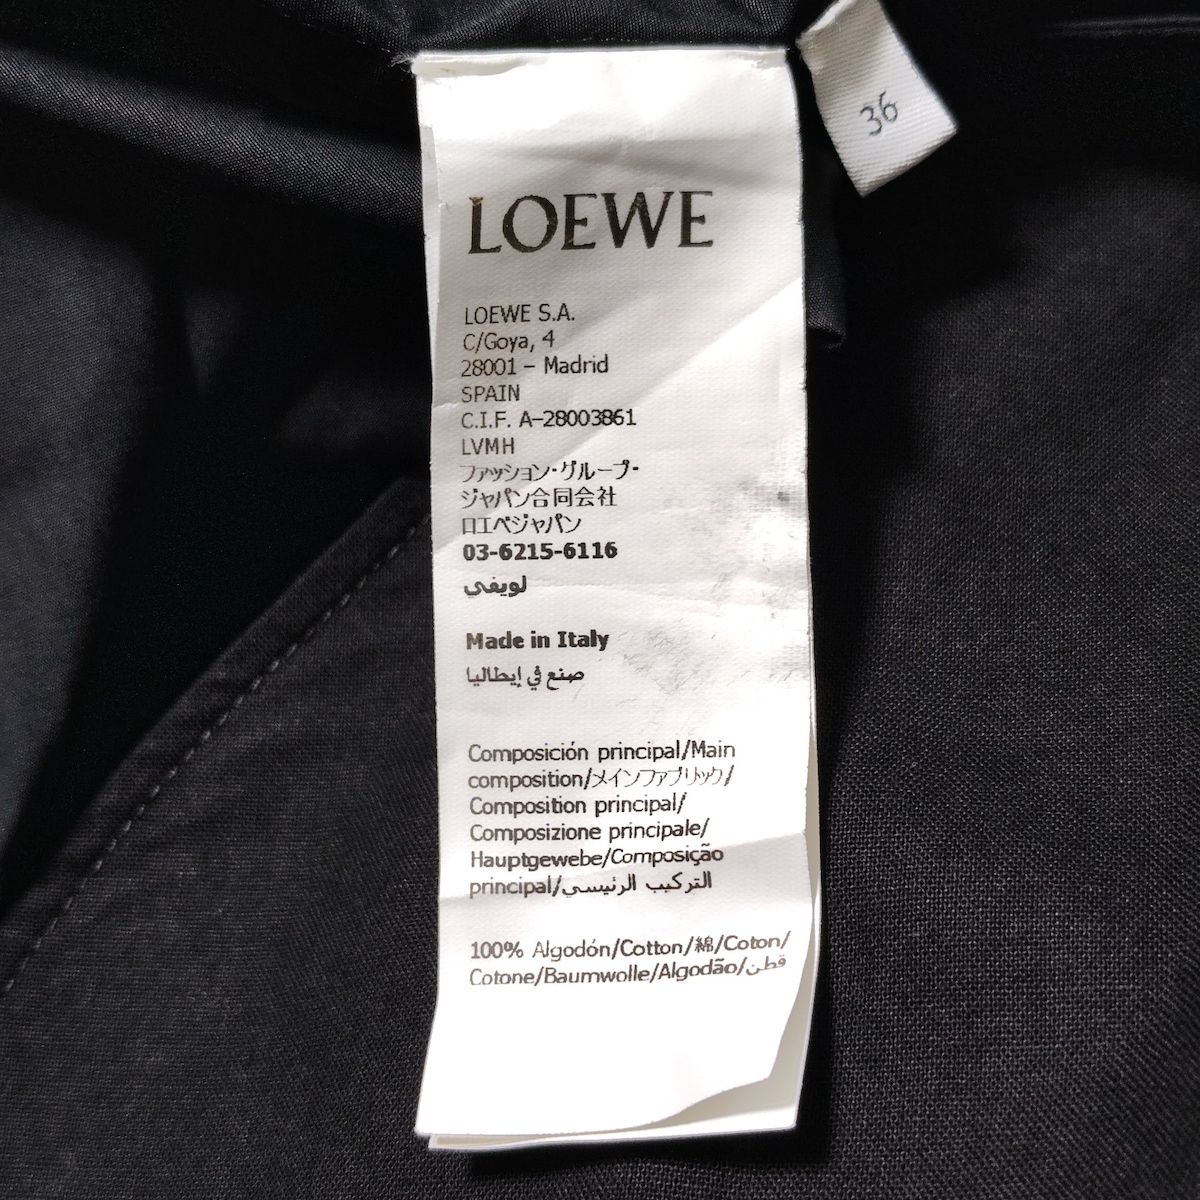 36
LOEWE
LOEWE S.A.
C/Goya, 4
28001 – Madrid
SPAIN
C.I.F. A-28003861
LVMH
ファッション・グループ・
ジャパン合同会社
ロエベジャパン
03-6215-6116
لويفي
Made in Italy
صنع في إيطاليا
Composición principal/Main
composition/メインファブリック/
Composition principal/
Composizione principale/
Hauptgewebe/Composição
principal/التركيب الرئيسي
100% Algodón/Cotton/綿/Coton/
Cotone/Baumwolle/Algodão/قطن